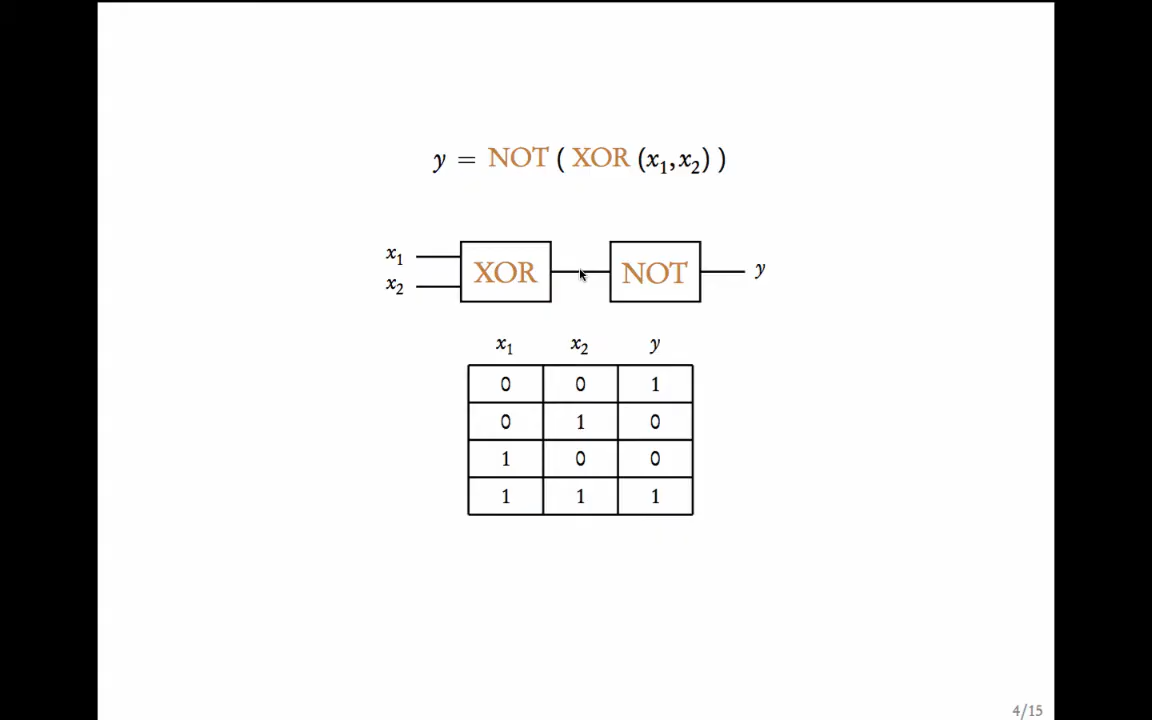 y = NOT ( XOR (x₁, x₂) )
x₁
x₂
XOR
NOT
y
x₁ x₂ y
0 0 1
0 1 0
1 0 0
1 1 1
4/15